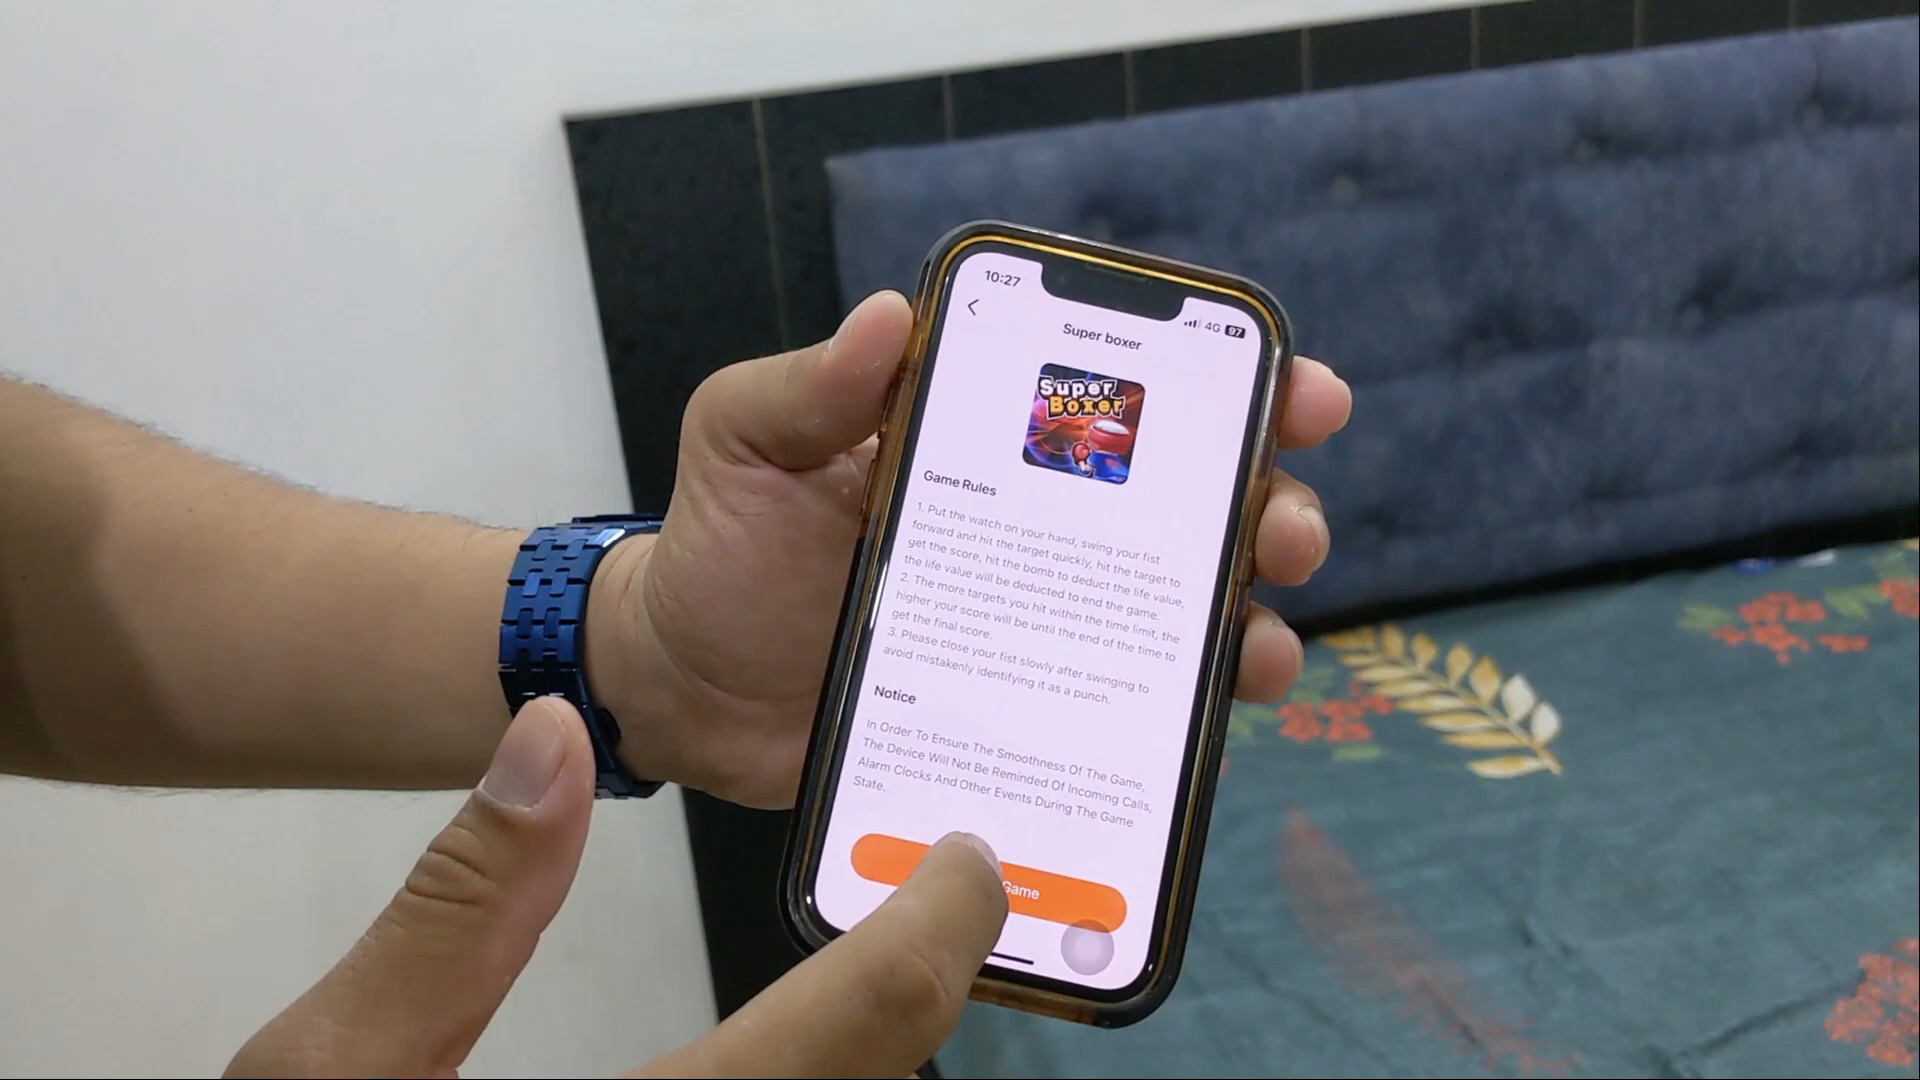 10:27
4G 97
Super boxer
Super
Boxer
Game Rules
1. Put the watch on your hand, swing your fist
forward and hit the target quickly, hit the target to
get the score, hit the bomb to deduct the life value,
the life value will be deducted to end the game.
2. The more targets you hit within the time limit, the
higher your score will be until the end of the time to
get the final score.
3. Please close your fist slowly after swinging to
avoid mistakenly identifying it as a punch.
Notice
In Order To Ensure The Smoothness Of The Game,
The Device Will Not Be Reminded Of Incoming Calls,
Alarm Clocks And Other Events During The Game
State.
Game